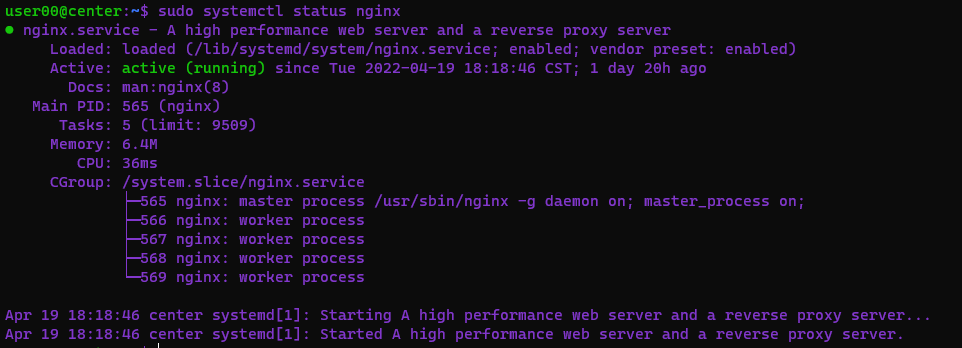 user00@center:~$ sudo systemctl status nginx
● nginx.service - A high performance web server and a reverse proxy server
     Loaded: loaded (/lib/systemd/system/nginx.service; enabled; vendor preset: enabled)
     Active: active (running) since Tue 2022-04-19 18:18:46 CST; 1 day 20h ago
       Docs: man:nginx(8)
   Main PID: 565 (nginx)
      Tasks: 5 (limit: 9509)
     Memory: 6.4M
        CPU: 36ms
     CGroup: /system.slice/nginx.service
             ├─565 nginx: master process /usr/sbin/nginx -g daemon on; master_process on;
             ├─566 nginx: worker process
             ├─567 nginx: worker process
             ├─568 nginx: worker process
             └─569 nginx: worker process

Apr 19 18:18:46 center systemd[1]: Starting A high performance web server and a reverse proxy server...
Apr 19 18:18:46 center systemd[1]: Started A high performance web server and a reverse proxy server.